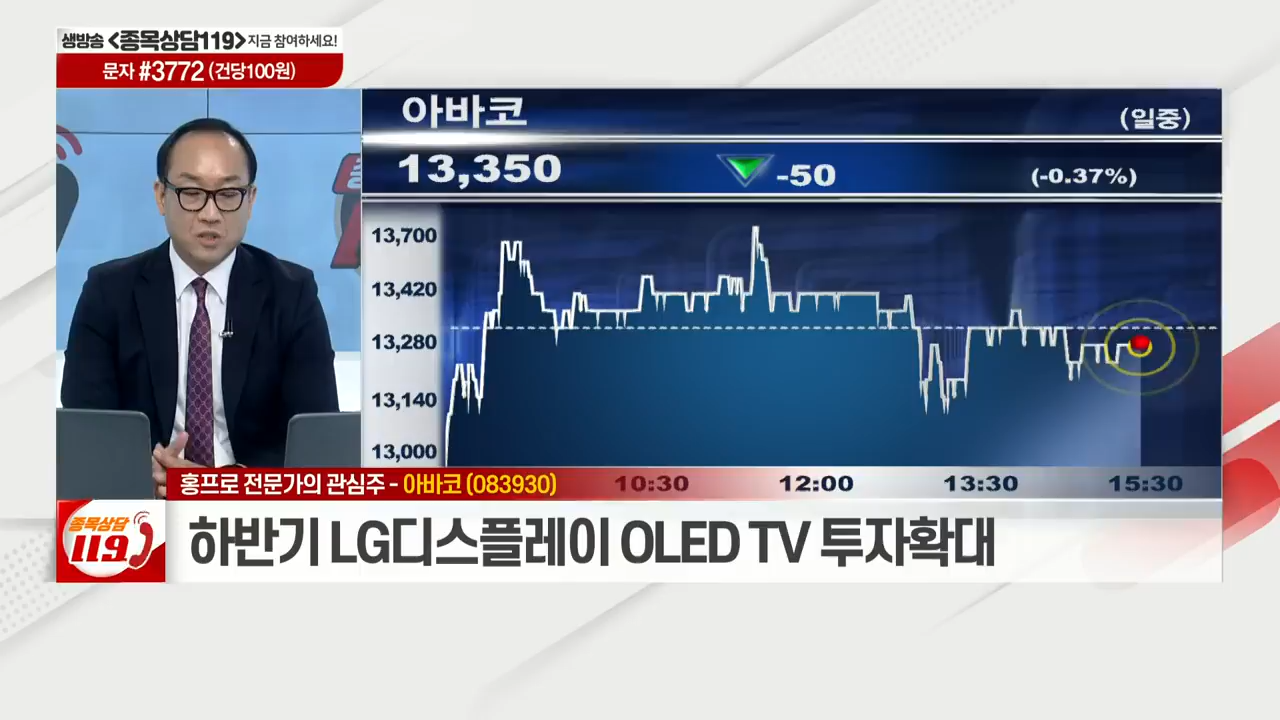 생방송 <종목상담119> 지금 참여하세요!
문자 #3772 (건당100원)
아바코
(일중)
13,350 -50 (-0.37%)
13,700
13,420
13,280
13,140
13,000
10:30 12:00 13:30 15:30
홍프로 전문가의 관심주 - 아바코 (083930)
종목상담
119
하반기 LG디스플레이 OLED TV 투자확대